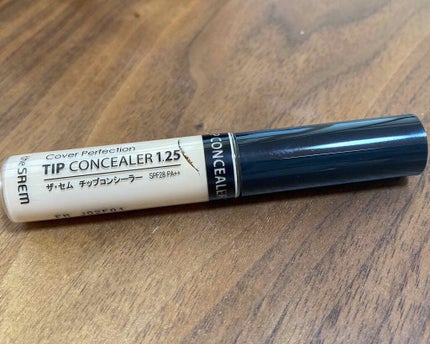 the SAEM
Cover Perfection
TIP CONCEALER 1.25
ザ・セム チップコンシーラー SPF28 PA++
P CONCEALER